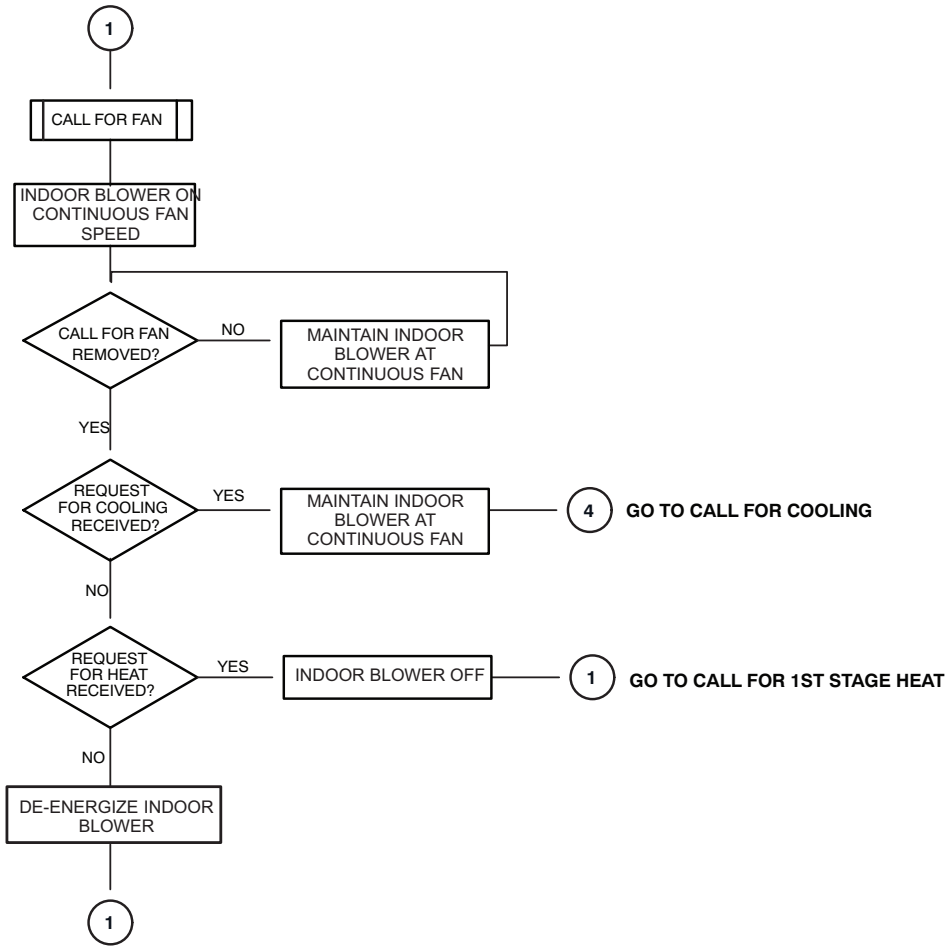 1
CALL FOR FAN
INDOOR BLOWER ON
CONTINUOUS FAN
SPEED
CALL FOR FAN
REMOVED?
NO
MAINTAIN INDOOR
BLOWER AT
CONTINUOUS FAN
YES
REQUEST
FOR COOLING
RECEIVED?
YES
MAINTAIN INDOOR
BLOWER AT
CONTINUOUS FAN
4
GO TO CALL FOR COOLING
NO
REQUEST
FOR HEAT
RECEIVED?
YES
INDOOR BLOWER OFF
1
GO TO CALL FOR 1ST STAGE HEAT
NO
DE-ENERGIZE INDOOR
BLOWER
1